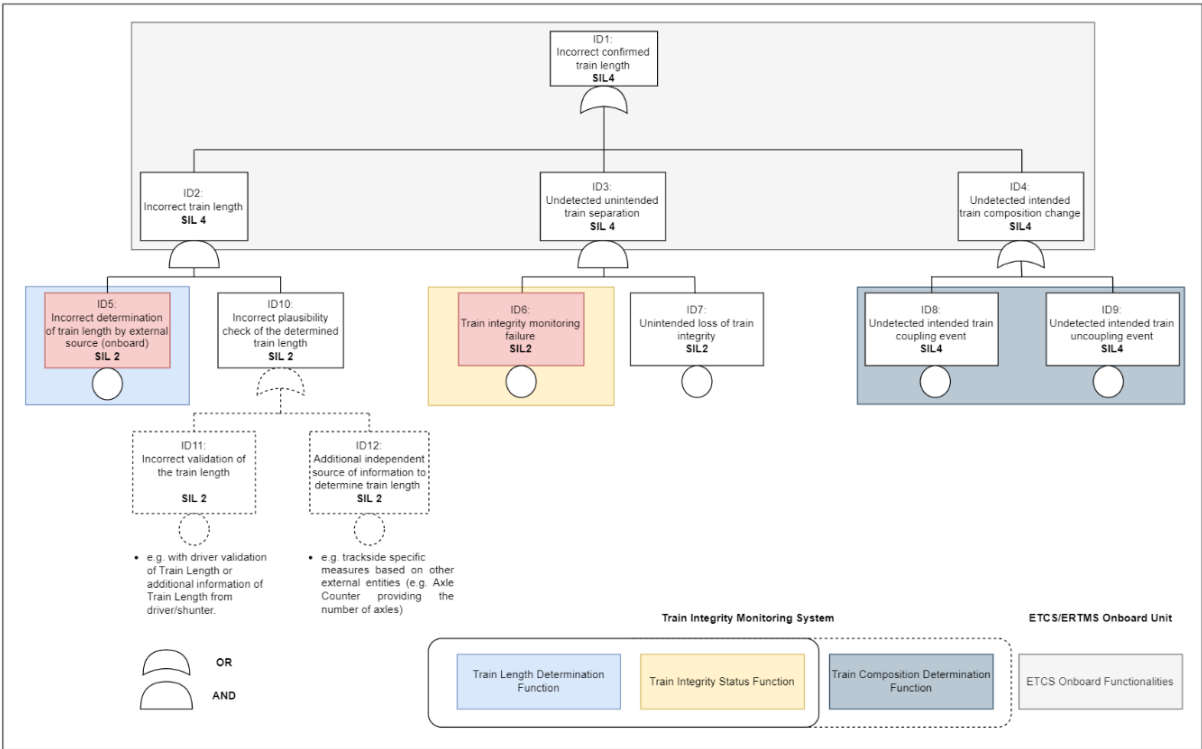 ID1:
Incorrect confirmed
train length
SIL4
ID2:
Incorrect train length
SIL 4
ID3:
Undetected unintended
train separation
SIL 4
ID4:
Undetected intended
train composition change
SIL4
ID5:
Incorrect determination
of train length by external
source (onboard)
SIL 2
ID10:
Incorrect plausibility
check of the determined
train length
SIL 2
ID6:
Train integrity monitoring
failure
SIL2
ID7:
Unintended loss of train
integrity
SIL2
ID8:
Undetected intended train
coupling event
SIL4
ID9:
Undetected intended train
uncoupling event
SIL4
ID11:
Incorrect validation of
the train length
SIL 2
ID12:
Additional independent
source of information to
determine train length
SIL 2
• e.g. with driver validation
of Train Length or
additional information of
Train Length from
driver/shunter.
• e.g. trackside specific
measures based on other
external entities (e.g. Axle
Counter providing the
number of axles)
OR
AND
Train Integrity Monitoring System
ETCS/ERTMS Onboard Unit
Train Length Determination
Function
Train Integrity Status Function
Train Composition Determination
Function
ETCS Onboard Functionalities